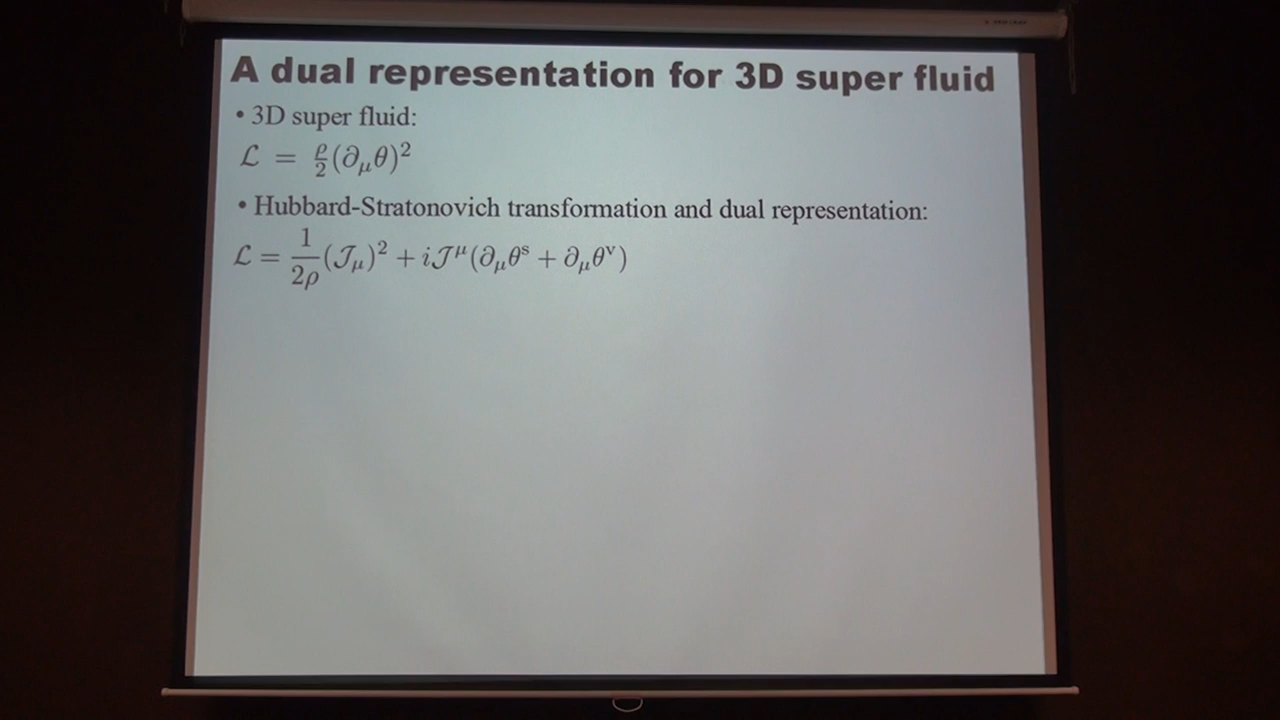 A dual representation for 3D super fluid
• 3D super fluid:
ℒ = ρ/2 (∂_μθ)²
• Hubbard-Stratonovich transformation and dual representation:
ℒ = 1/2ρ (𝒥_μ)² + i𝒥^μ(∂_μθ^s + ∂_μθ^v)